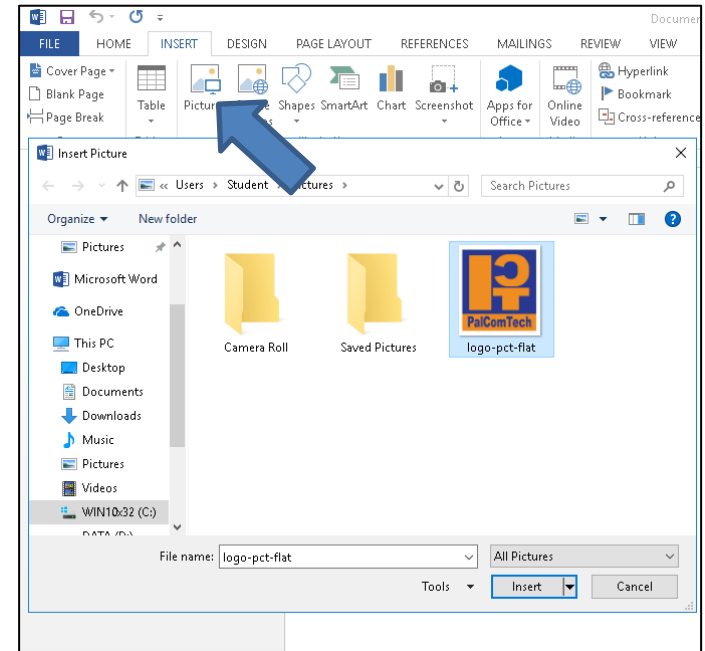 Documen
FILE HOME INSERT DESIGN PAGE LAYOUT REFERENCES MAILINGS REVIEW VIEW
Cover Page
Blank Page
Page Break
Table
Shapes SmartArt Chart Screenshot
Apps for
Office
Online
Video
Hyperlink
Bookmark
Cross-reference
Insert Picture
« Users › Student › Pictures ›
Search Pictures
Organize New folder
Pictures
Microsoft Word
OneDrive
This PC
Desktop
Documents
Downloads
Music
Pictures
Videos
WIN10x32 (C:)
DATA (D:)
PalComTech
Camera Roll
Saved Pictures
logo-pct-flat
File name: logo-pct-flat
All Pictures
Tools Insert Cancel